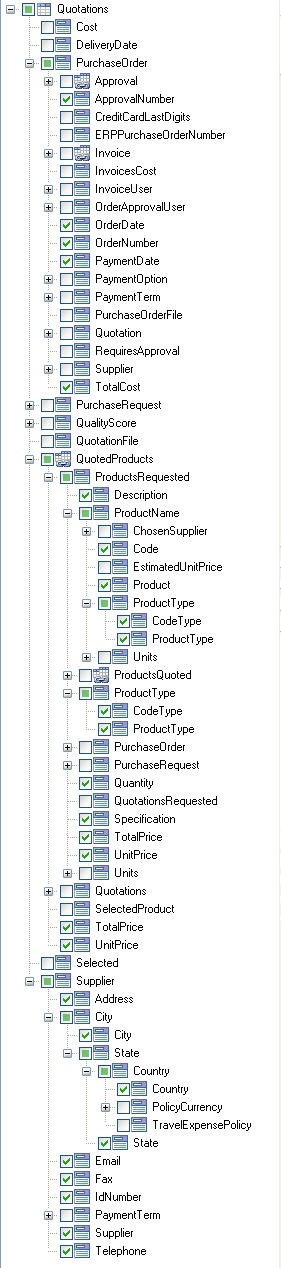 Quotations
Cost
DeliveryDate
PurchaseOrder
Approval
ApprovalNumber
CreditCardLastDigits
ERPPurchaseOrderNumber
Invoice
InvoicesCost
InvoiceUser
OrderApprovalUser
OrderDate
OrderNumber
PaymentDate
PaymentOption
PaymentTerm
PurchaseOrderFile
Quotation
RequiresApproval
Supplier
TotalCost
PurchaseRequest
QualityScore
QuotationFile
QuotedProducts
ProductsRequested
Description
ProductName
ChosenSupplier
Code
EstimatedUnitPrice
Product
ProductType
CodeType
ProductType
Units
ProductsQuoted
ProductType
CodeType
ProductType
PurchaseOrder
PurchaseRequest
Quantity
QuotationsRequested
Specification
TotalPrice
UnitPrice
Units
Quotations
SelectedProduct
TotalPrice
UnitPrice
Selected
Supplier
Address
City
City
State
Country
Country
PolicyCurrency
TravelExpensePolicy
State
Email
Fax
IdNumber
PaymentTerm
Supplier
Telephone